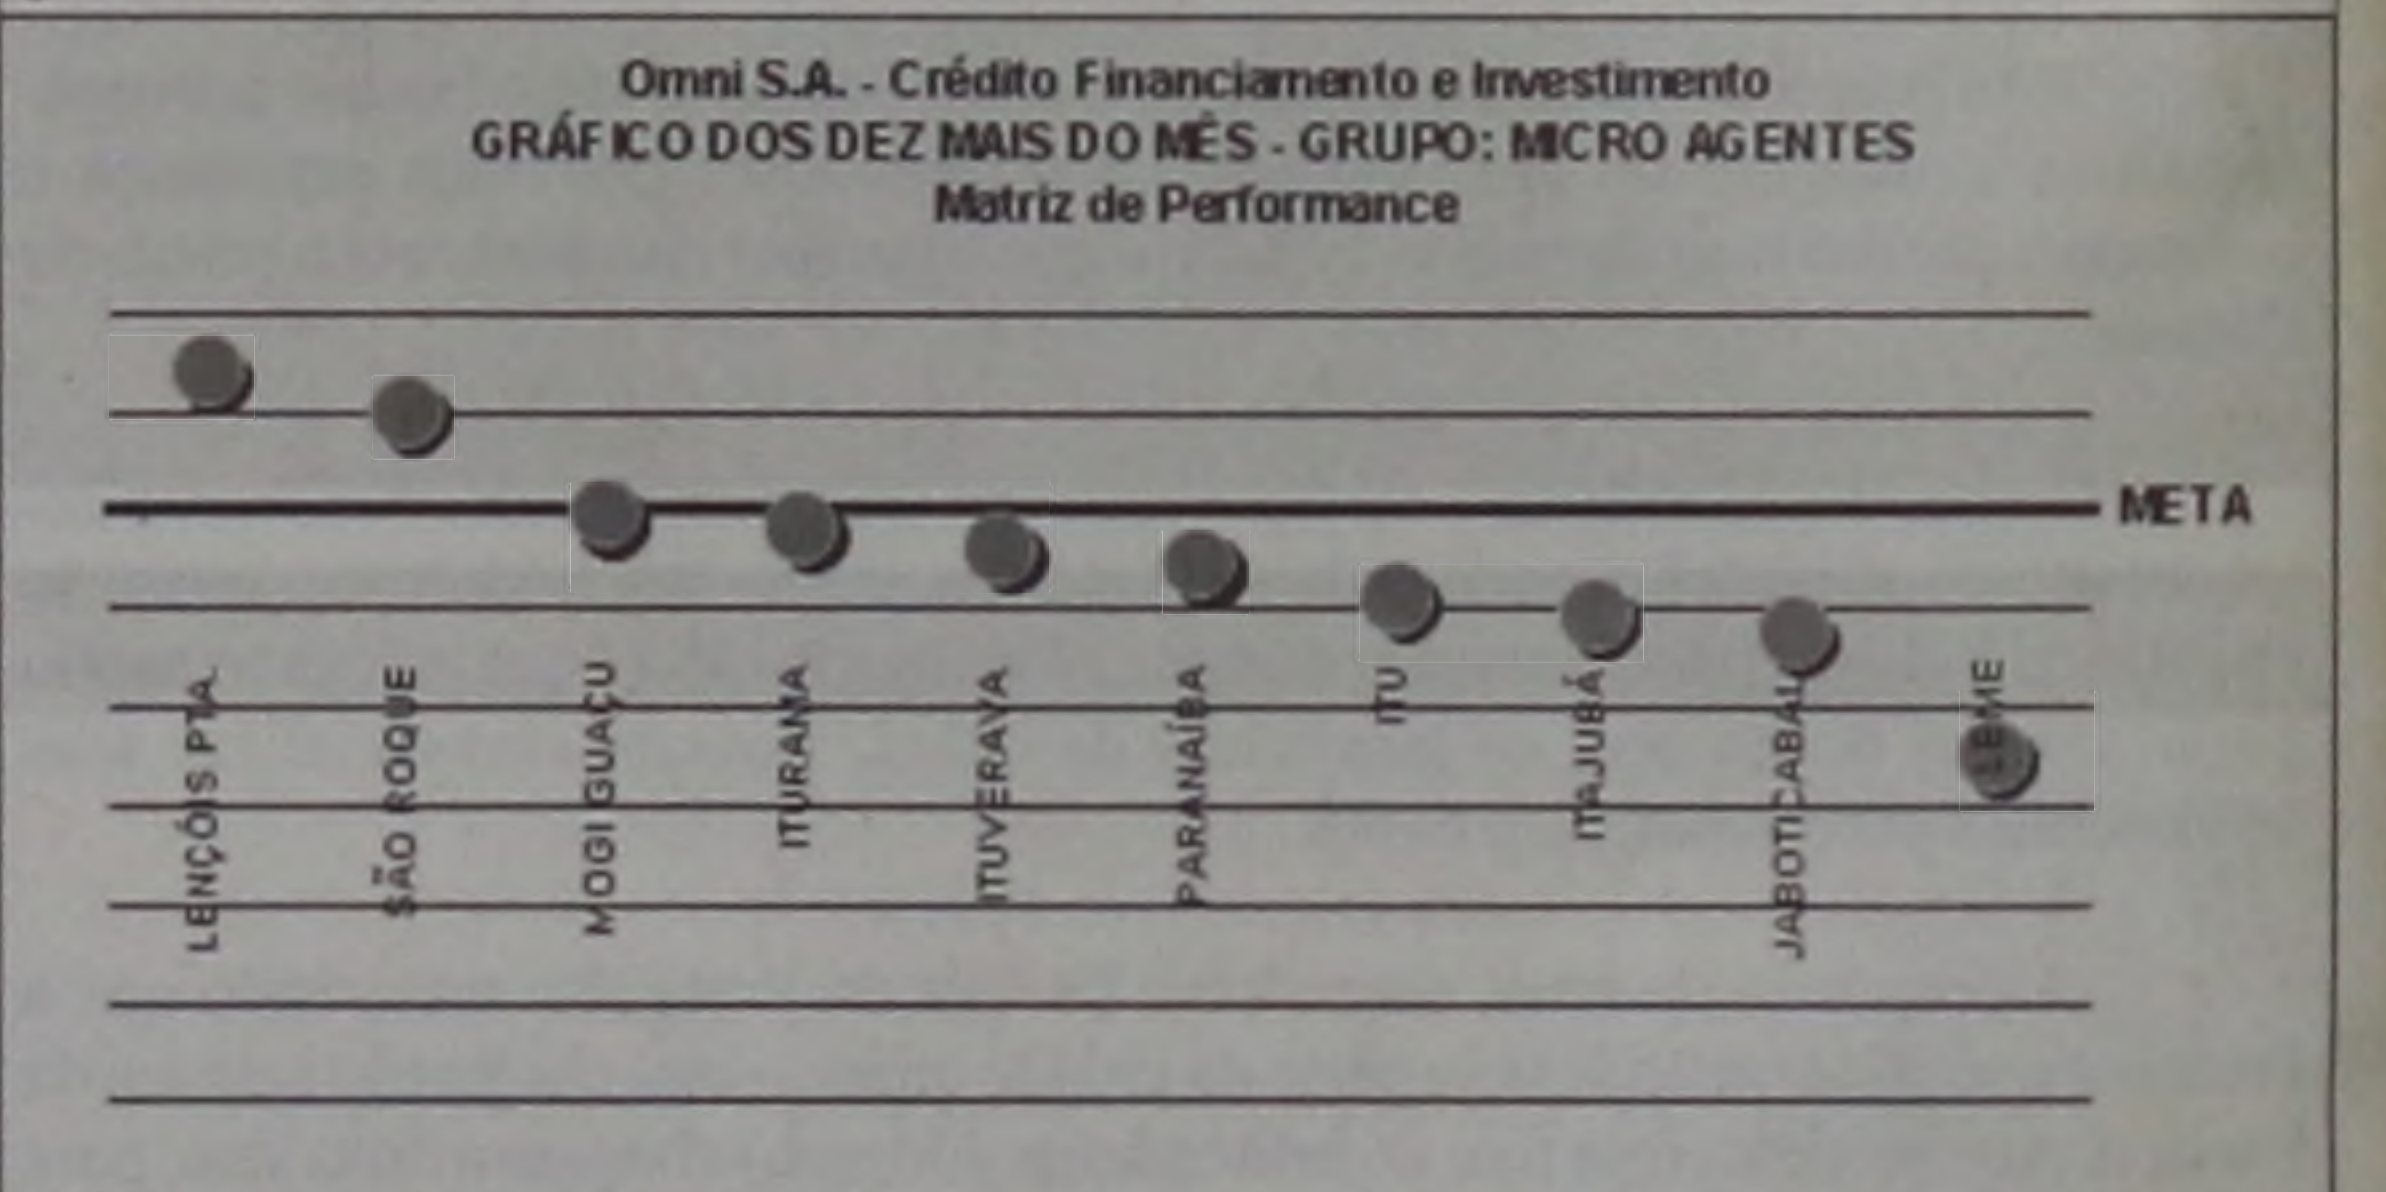 Omni S.A. - Crédito Financiamento e Investimento
GRÁFICO DOS DEZ MAIS DO MÊS - GRUPO: MICRO AGENTES
Matriz de Performance
META
LENÇÓIS PTA.
SÃO ROQUE
MOGI GUAÇU
ITURAMA
ITUVERAVA
PARANAÍBA
ITU
ITAJUBÁ
JABOTICABAL
LEME